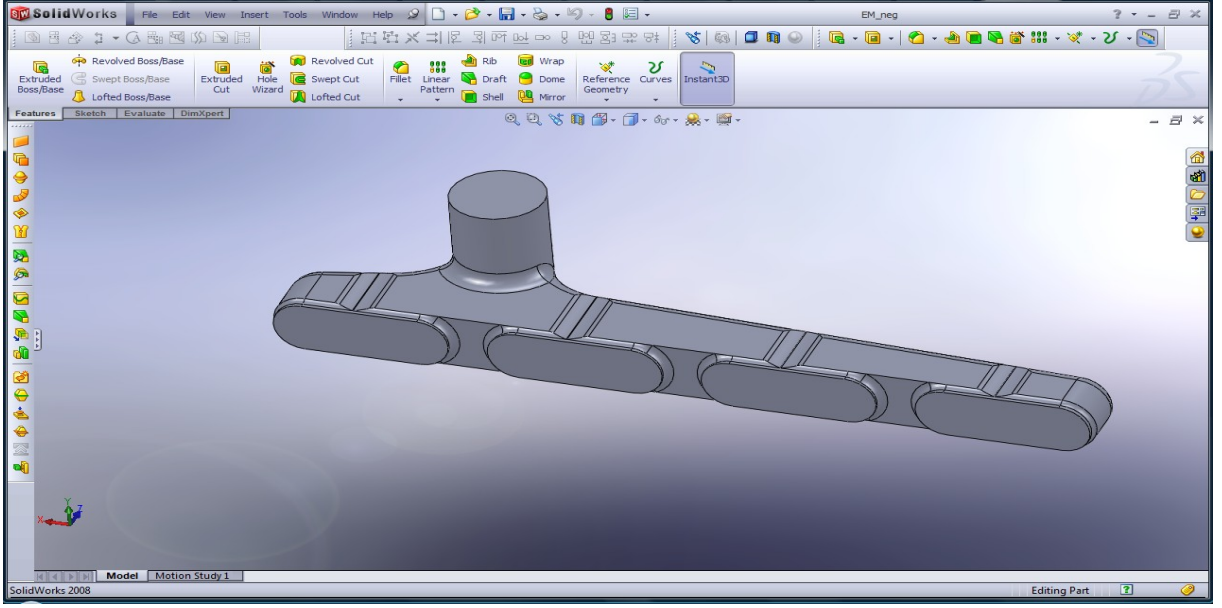 SolidWorks File Edit View Insert Tools Window Help EM_neg
Revolved Boss/Base Revolved Cut Rib Wrap
Extruded Boss/Base Swept Boss/Base Extruded Cut Hole Wizard Swept Cut Fillet Linear Pattern Draft Dome Reference Geometry Curves Instant3D
Lofted Boss/Base Lofted Cut Shell Mirror
Features Sketch Evaluate DimXpert
Y
Z
X
Model Motion Study 1
SolidWorks 2008 Editing Part